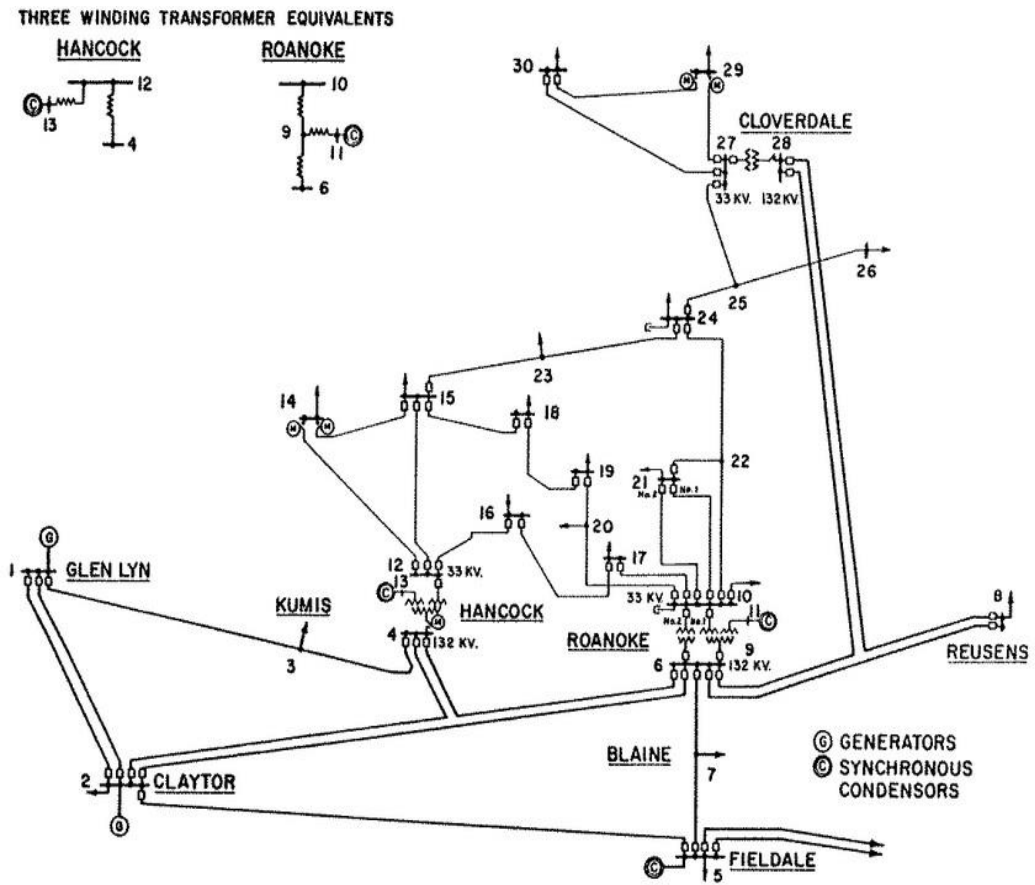 THREE WINDING TRANSFORMER EQUIVALENTS
HANCOCK
ROANOKE
12
C
13
4
10
9
C
11
6
30
29
M
M
CLOVERDALE
27
28
33 KV.
132 KV.
26
25
24
23
14
M
M
15
18
22
19
21
No.2
No.1
16
20
17
G
1
GLEN LYN
12
33 KV.
13
C
HANCOCK
M
KUMIS
3
4
132 KV.
33 KV.
10
C
No.2
No.1
11
C
ROANOKE
9
6
132 KV.
8
REUSENS
BLAINE
7
G GENERATORS
C SYNCHRONOUS
CONDENSORS
2
CLAYTOR
G
C
5
FIELDALE